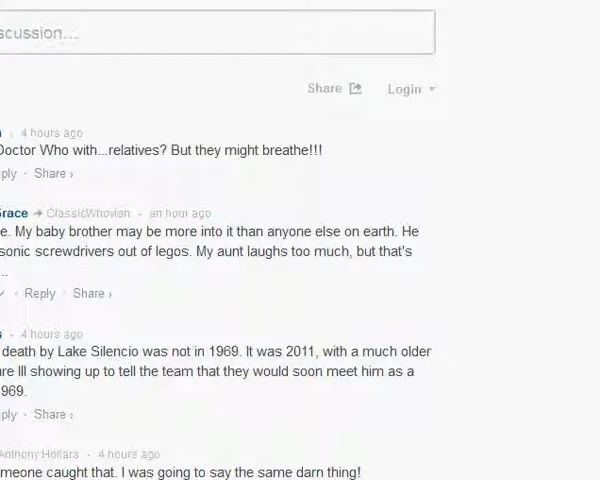 scussion...
Share Login
4 hours ago
Doctor Who with...relatives? But they might breathe!!!
ply · Share ›
Grace ClassicWhovian · an hour ago
e. My baby brother may be more into it than anyone else on earth. He
sonic screwdrivers out of legos. My aunt laughs too much, but that's
...
· Reply · Share ›
s · 4 hours ago
death by Lake Silencio was not in 1969. It was 2011, with a much older
re III showing up to tell the team that they would soon meet him as a
969.
ply · Share ›
Anthony Hollars · 4 hours ago
meone caught that. I was going to say the same darn thing!